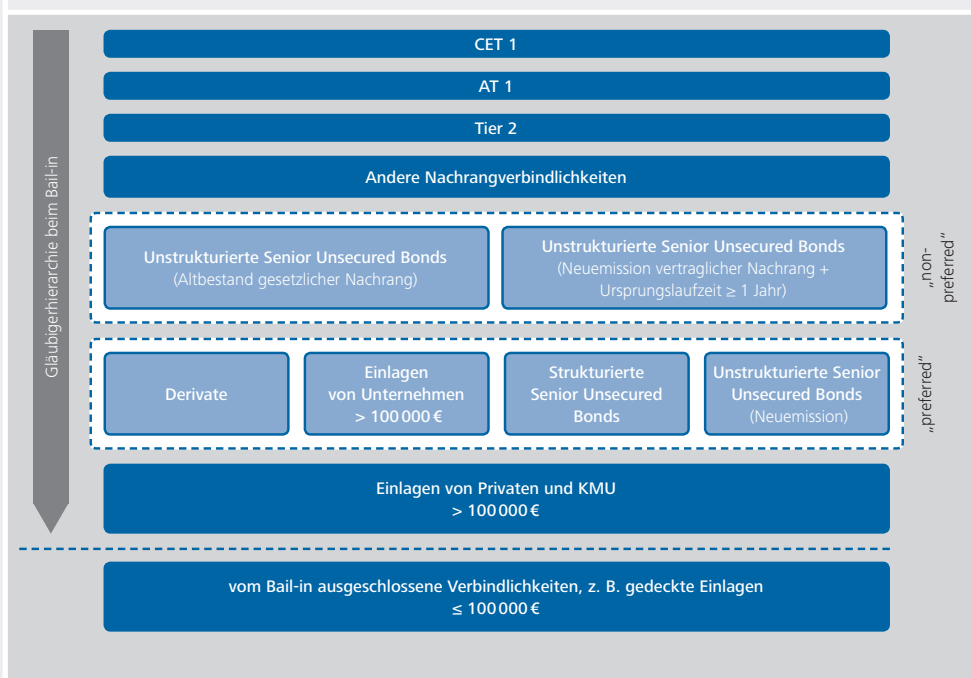 Gläubigerhierarchie beim Bail-in
CET 1
AT 1
Tier 2
Andere Nachrangverbindlichkeiten
Unstrukturierte Senior Unsecured Bonds
(Altbestand gesetzlicher Nachrang)
Unstrukturierte Senior Unsecured Bonds
(Neuemission vertraglicher Nachrang +
Ursprungslaufzeit ≥ 1 Jahr)
„non-
preferred“
Derivate
Einlagen
von Unternehmen
> 100 000 €
Strukturierte
Senior Unsecured
Bonds
Unstrukturierte Senior
Unsecured Bonds
(Neuemission)
„preferred“
Einlagen von Privaten und KMU
> 100 000 €
vom Bail-in ausgeschlossene Verbindlichkeiten, z. B. gedeckte Einlagen
≤ 100 000 €